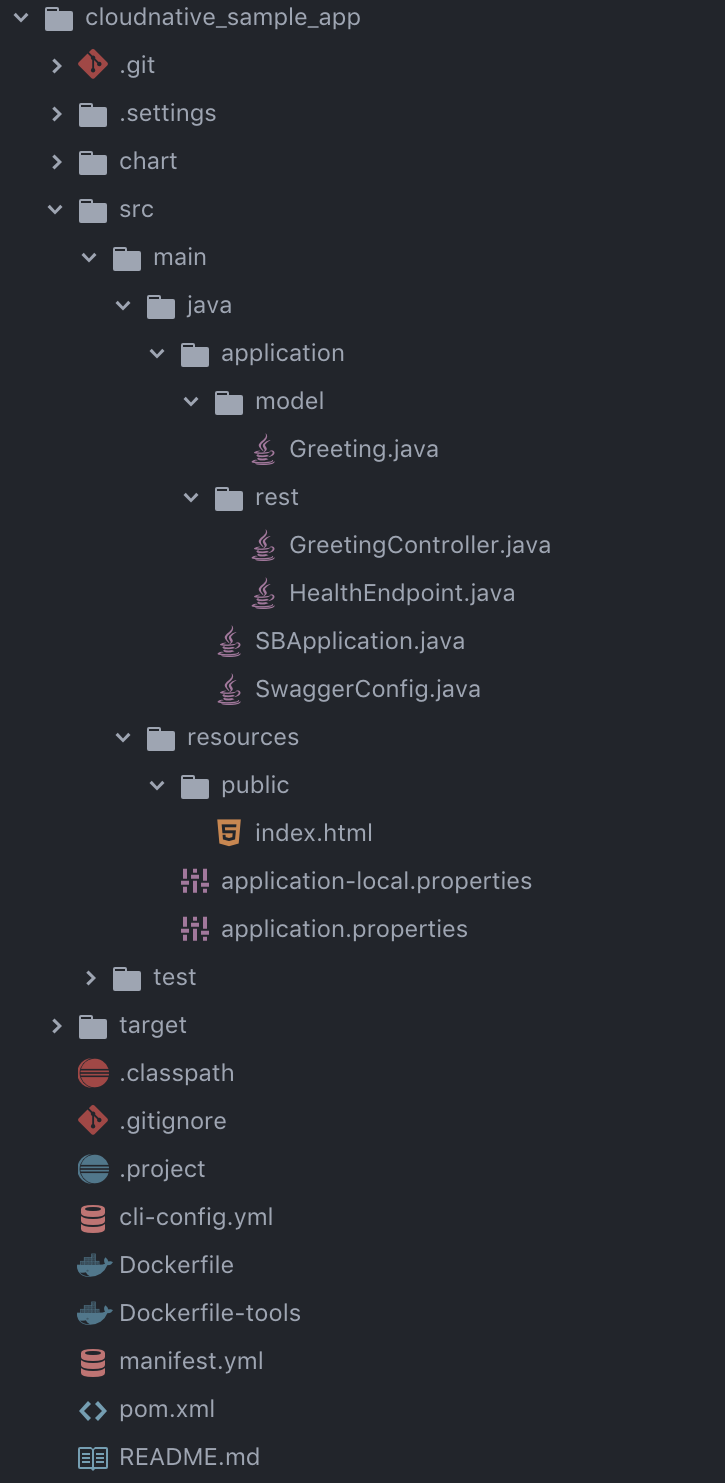 cloudnative_sample_app
.git
.settings
chart
src
main
java
application
model
Greeting.java
rest
GreetingController.java
HealthEndpoint.java
SBApplication.java
SwaggerConfig.java
resources
public
index.html
application-local.properties
application.properties
test
target
.classpath
.gitignore
.project
cli-config.yml
Dockerfile
Dockerfile-tools
manifest.yml
pom.xml
README.md